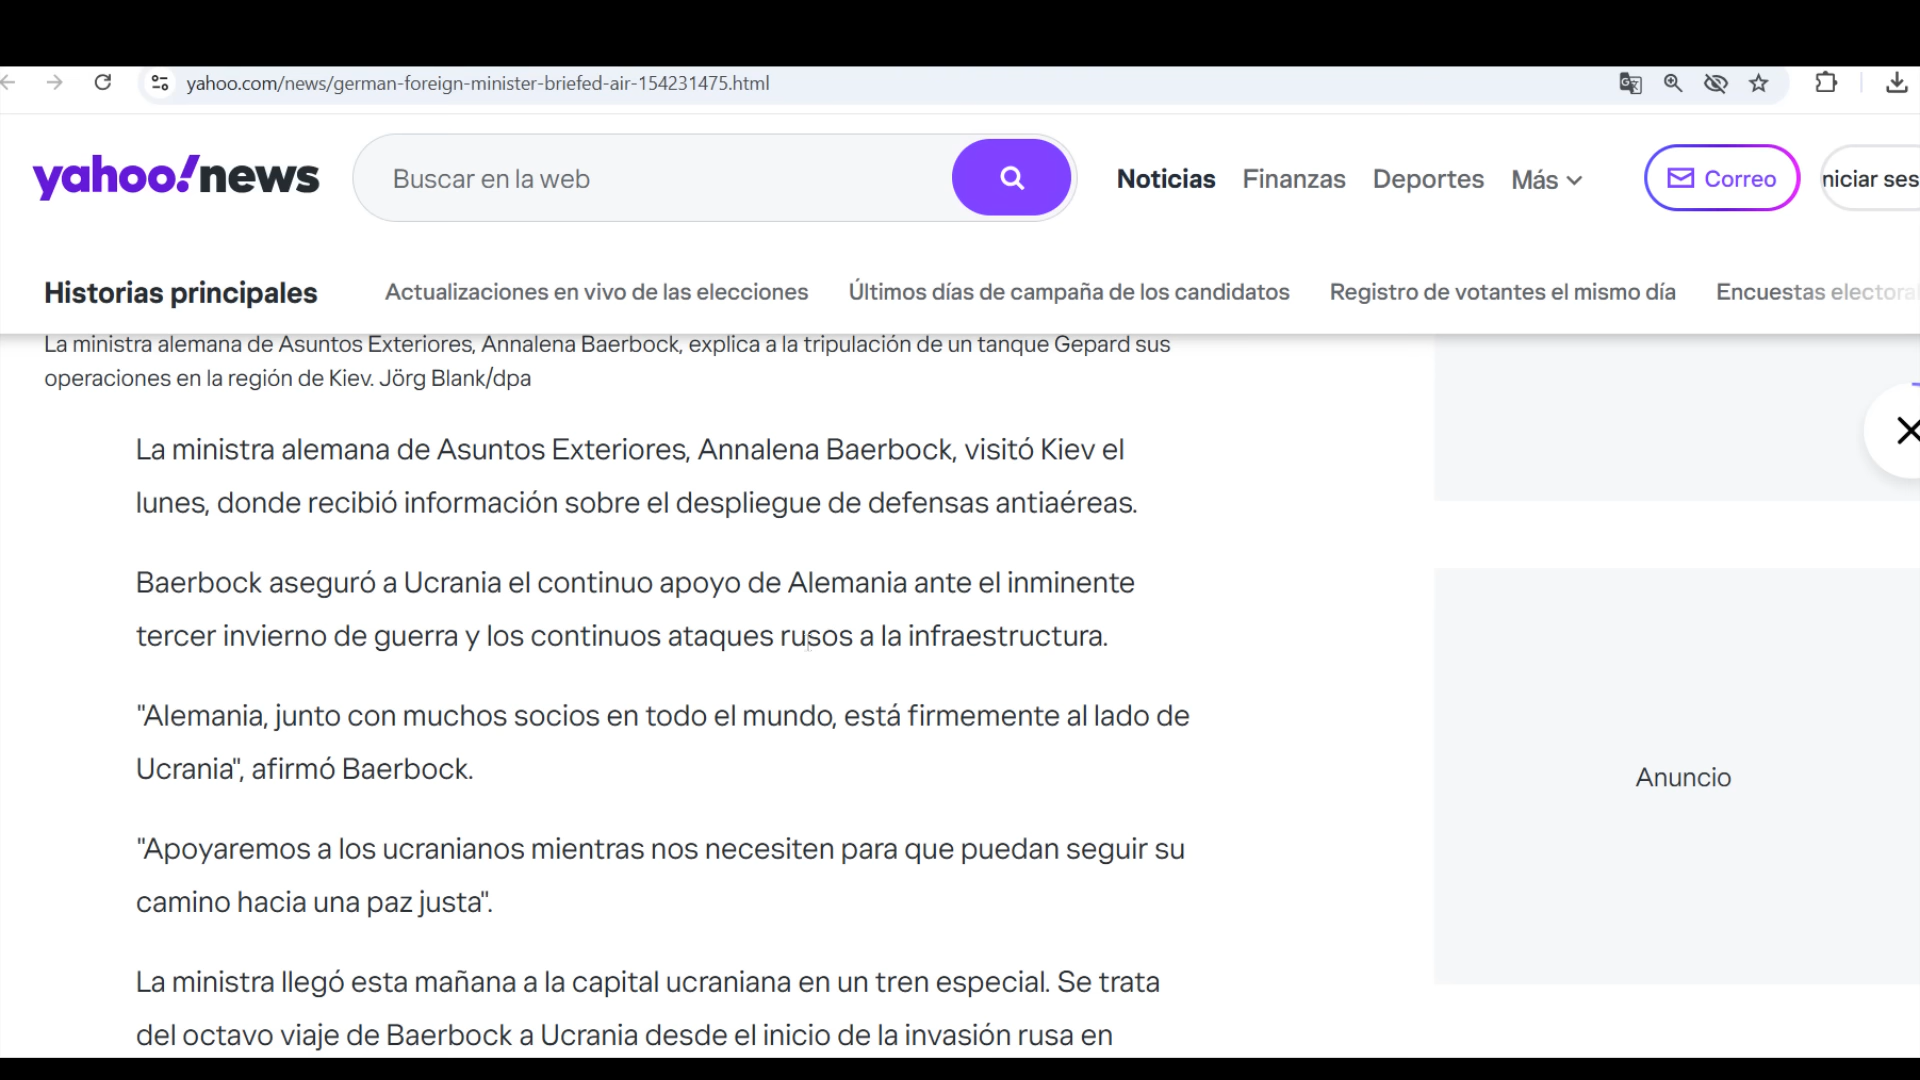 yahoo.com/news/german-foreign-minister-briefed-air-154231475.html
yahoo!news
Buscar en la web
Noticias Finanzas Deportes Más
Correo
niciar ses
Historias principales
Actualizaciones en vivo de las elecciones
Últimos días de campaña de los candidatos
Registro de votantes el mismo día
Encuestas electoral
La ministra alemana de Asuntos Exteriores, Annalena Baerbock, explica a la tripulación de un tanque Gepard sus
operaciones en la región de Kiev. Jörg Blank/dpa
La ministra alemana de Asuntos Exteriores, Annalena Baerbock, visitó Kiev el
lunes, donde recibió información sobre el despliegue de defensas antiaéreas.
Baerbock aseguró a Ucrania el continuo apoyo de Alemania ante el inminente
tercer invierno de guerra y los continuos ataques rusos a la infraestructura.
"Alemania, junto con muchos socios en todo el mundo, está firmemente al lado de
Ucrania", afirmó Baerbock.
"Apoyaremos a los ucranianos mientras nos necesiten para que puedan seguir su
camino hacia una paz justa".
La ministra llegó esta mañana a la capital ucraniana en un tren especial. Se trata
del octavo viaje de Baerbock a Ucrania desde el inicio de la invasión rusa en
Anuncio